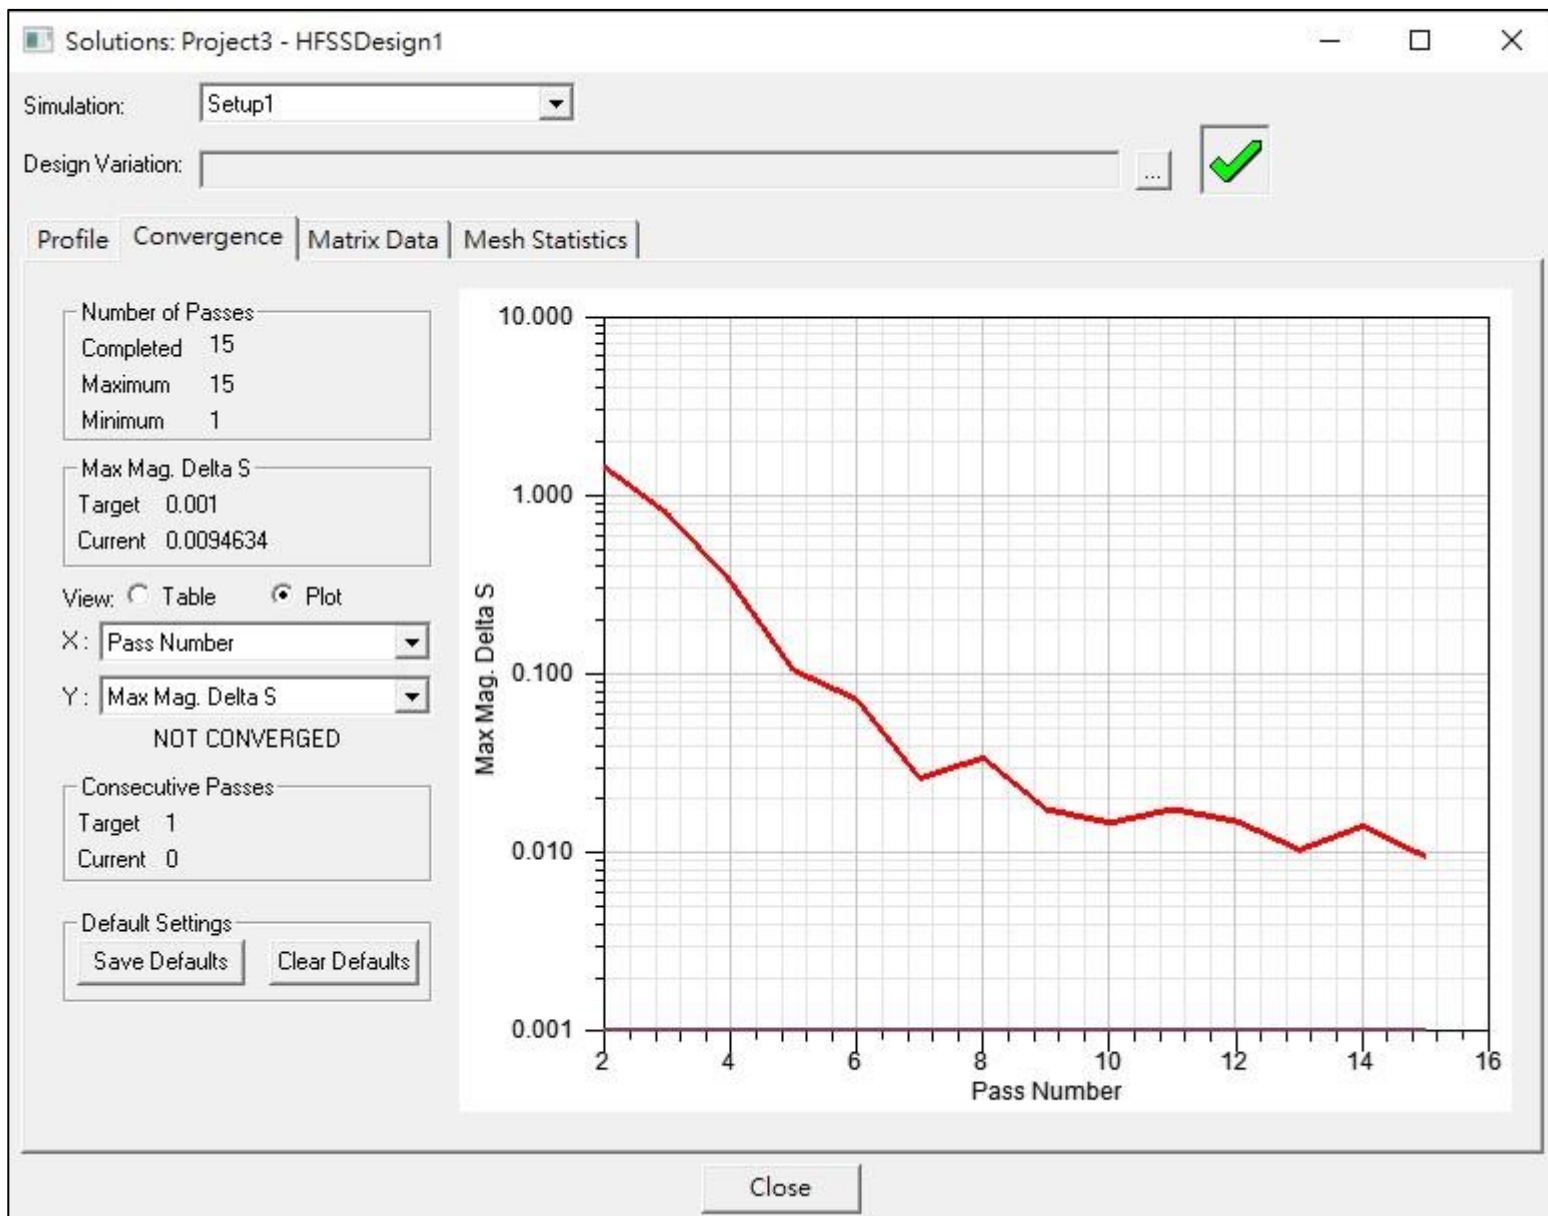 Solutions: Project3 - HFSSDesign1
Simulation: Setup1
Design Variation: ...
Profile Convergence Matrix Data Mesh Statistics
Number of Passes
Completed 15
Maximum 15
Minimum 1
Max Mag. Delta S
Target 0.001
Current 0.0094634
View: Table Plot
X: Pass Number
Y: Max Mag. Delta S
NOT CONVERGED
Consecutive Passes
Target 1
Current 0
Default Settings
Save Defaults Clear Defaults
10.000
1.000
0.100
0.010
0.001
Max Mag. Delta S
2 4 6 8 10 12 14 16
Pass Number
Close